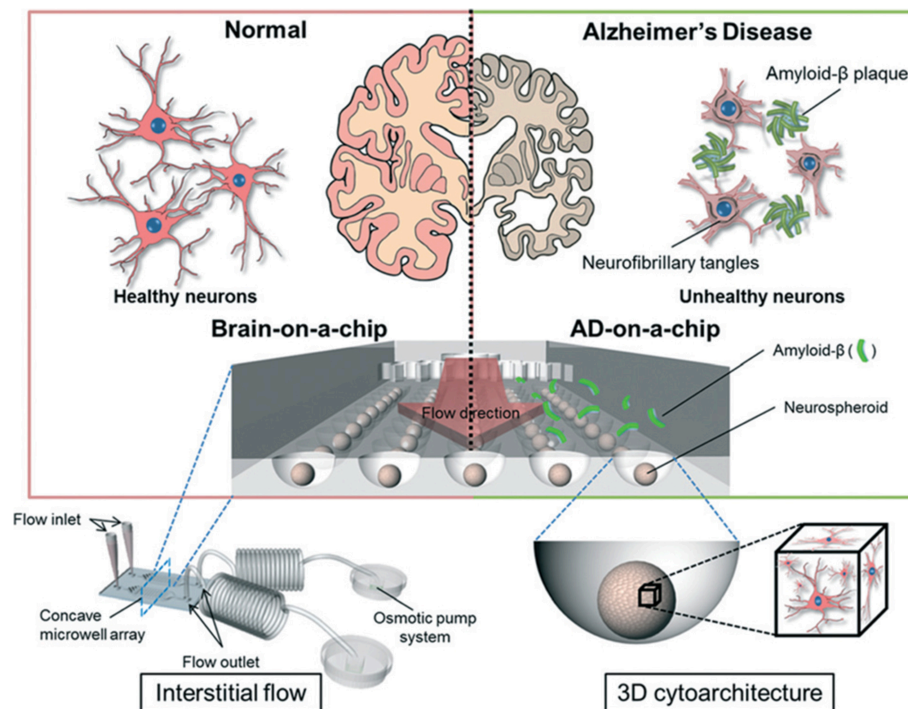 Normal
Alzheimer's Disease
Amyloid-β plaque
Neurofibrillary tangles
Healthy neurons
Unhealthy neurons
Brain-on-a-chip
AD-on-a-chip
Amyloid-β ( )
Flow direction
Neurospheroid
Flow inlet
Concave
microwell array
Flow outlet
Osmotic pump
system
Interstitial flow
3D cytoarchitecture